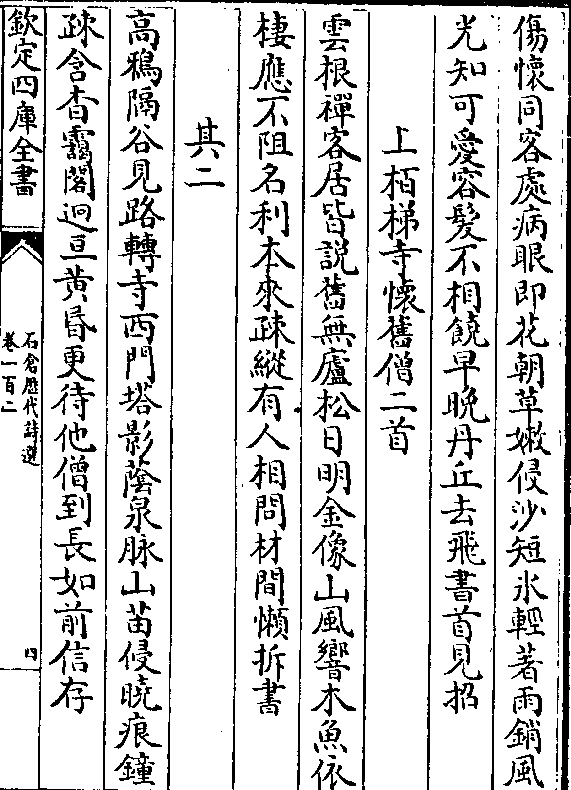 傷懷同客處病眼即花朝草嫩侵沙短氷輕著雨銷風
光知可愛容髮不相饒早晚丹丘去飛書首見招
上栢梯寺懷舊僧二首
雲根禪客居皆説舊無廬松日明金像山風響木魚依
棲應不阻名利本來疎縱有人相問材間懶拆書
其二
高鵶隔谷見路轉寺西門塔影蔭泉脉山苗侵曉痕鐘
疎含杳靄閣迥亘黄昏更待他僧到長如前信存
欽定四庫全書
石倉歴代詩選
卷一百二
四